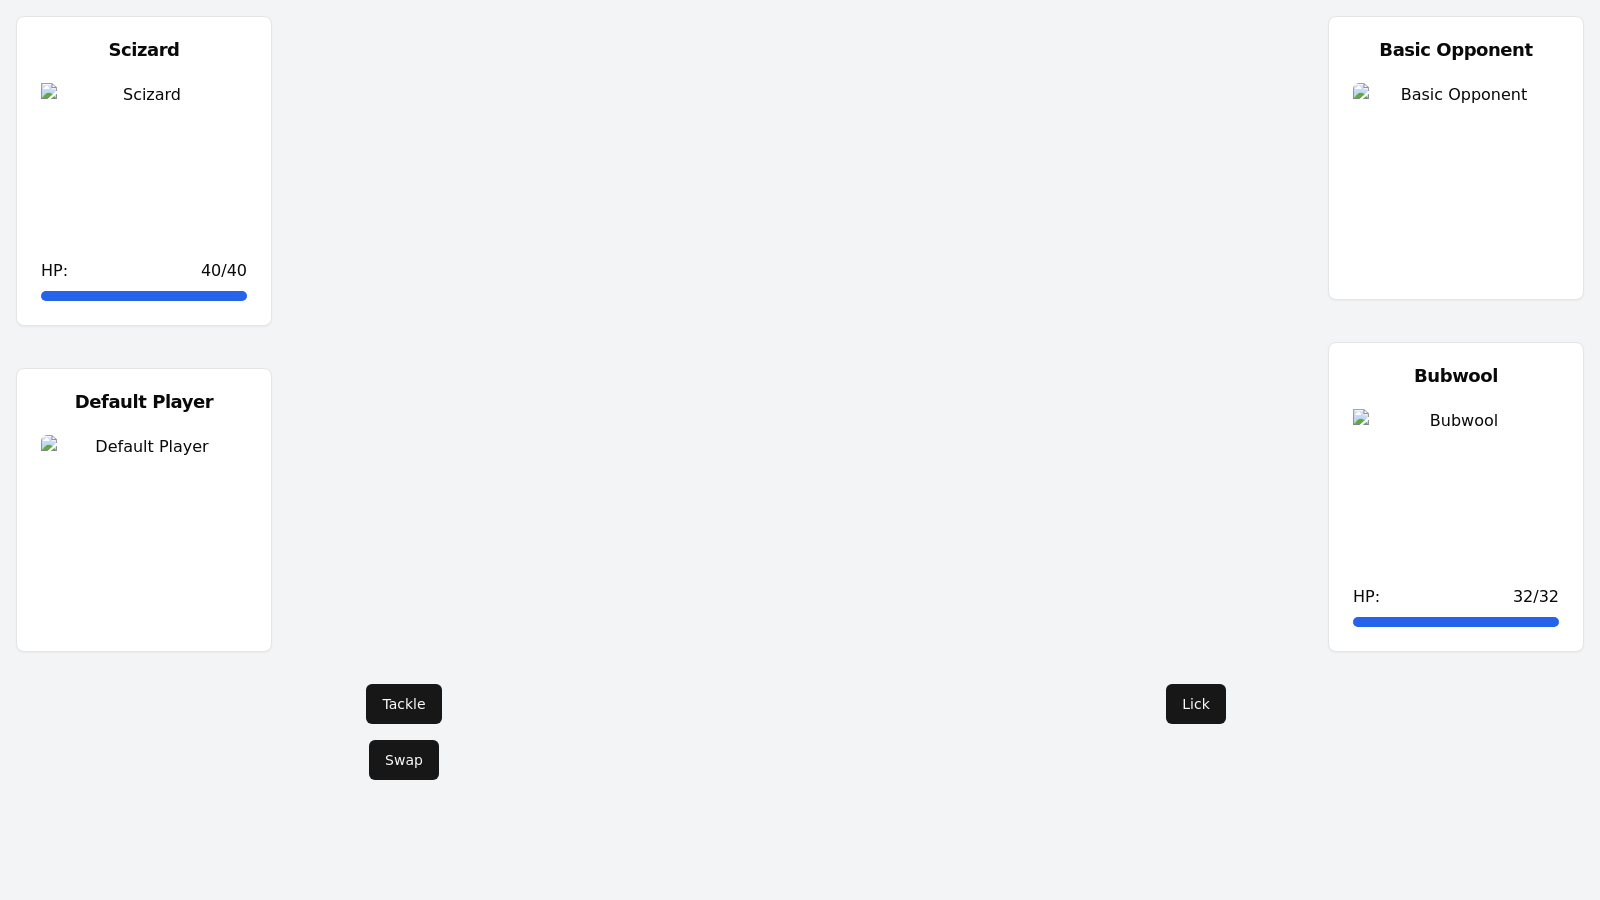 Scizard
Scizard
HP: 40/40
Default Player
Default Player
Basic Opponent
Basic Opponent
Bubwool
Bubwool
HP: 32/32
Tackle
Lick
Swap